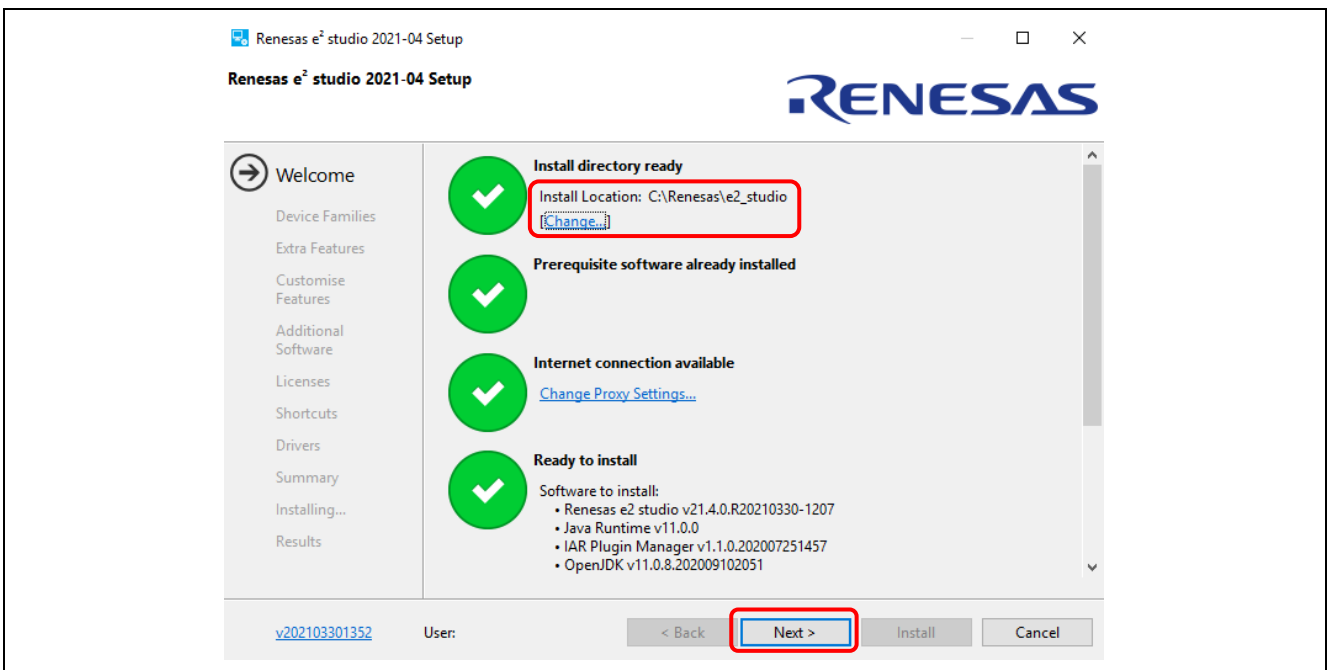 Renesas e² studio 2021-04 Setup
Renesas e² studio 2021-04 Setup
RENESAS
Welcome
Device Families
Extra Features
Customise
Features
Additional
Software
Licenses
Shortcuts
Drivers
Summary
Installing...
Results
Install directory ready
Install Location: C:\Renesas\e2_studio
[Change...]
Prerequisite software already installed
Internet connection available
Change Proxy Settings...
Ready to install
Software to install:
• Renesas e2 studio v21.4.0.R20210330-1207
• Java Runtime v11.0.0
• IAR Plugin Manager v1.1.0.202007251457
• OpenJDK v11.0.8.202009102051
v202103301352 User: < Back Next > Install Cancel